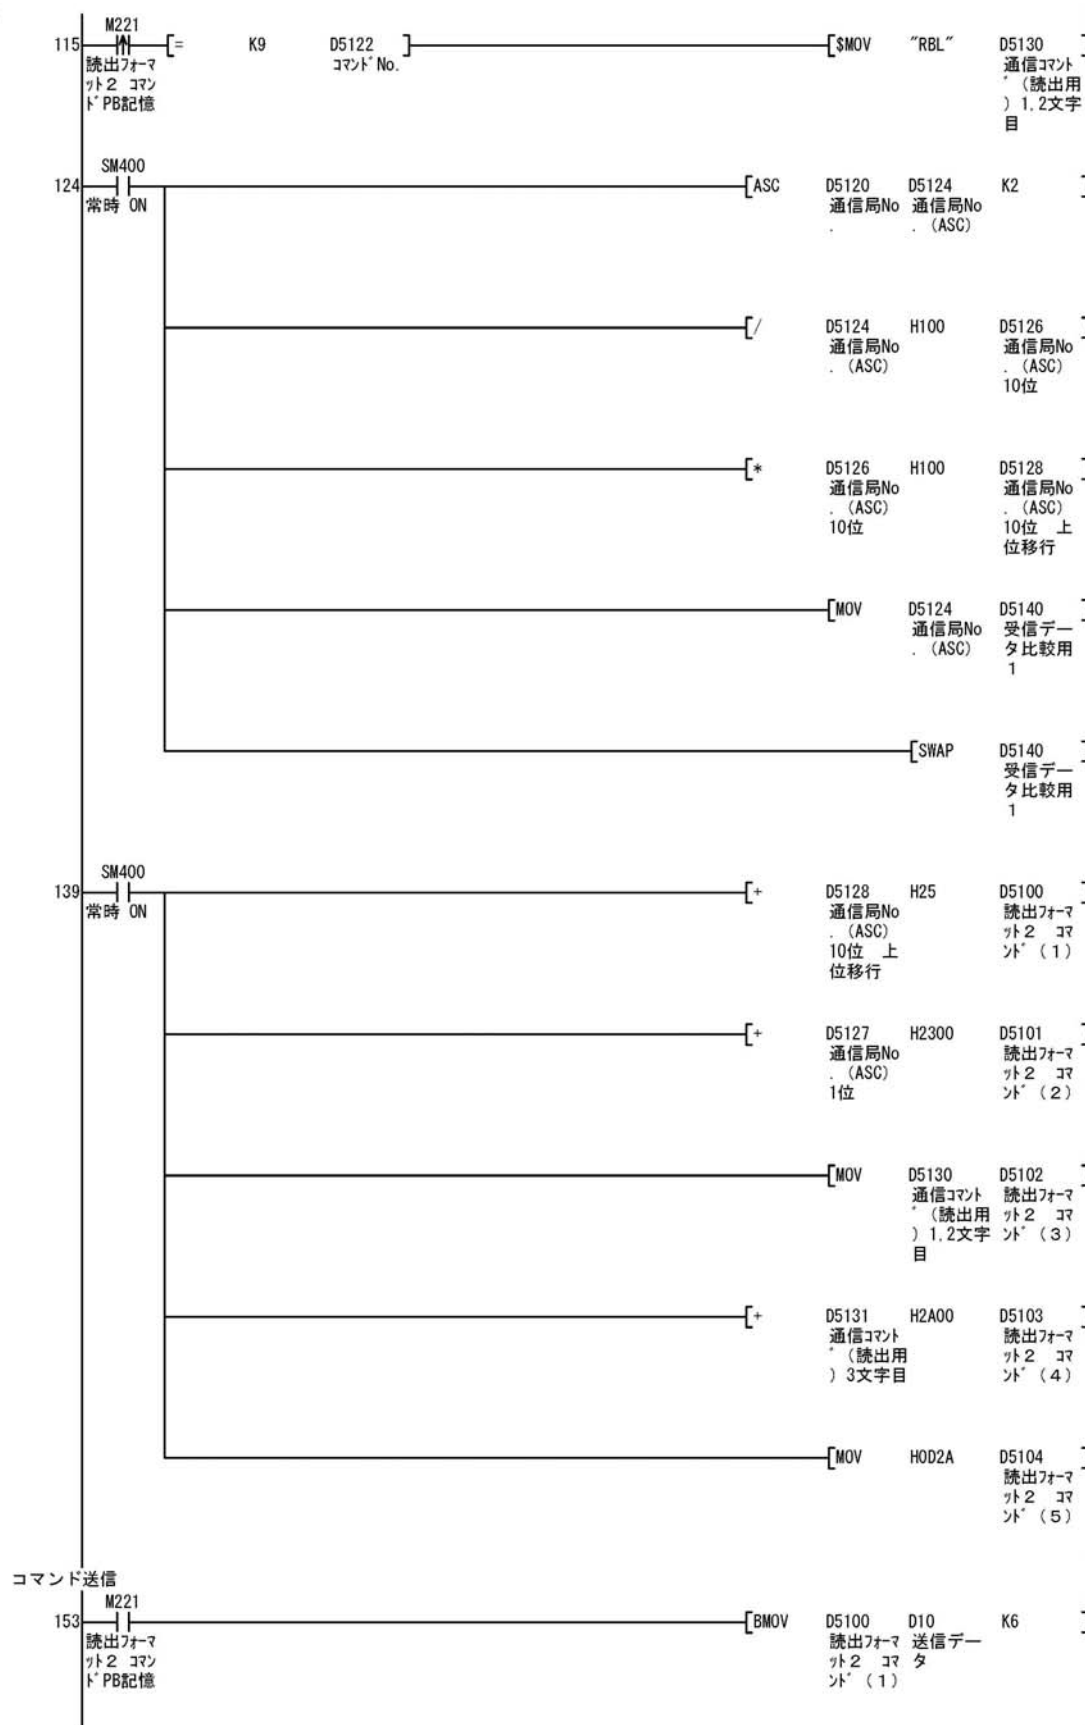 M221
115 [= K9 D5122 ] [$MOV "RBL" D5130 ]
読出フォーマ コマンドNo. 通信コマンド
ット2 コマン (読出用
ドPB記憶 ) 1,2文字
目
SM400
124 [ASC D5120 D5124 K2 ]
常時 ON 通信局No 通信局No
. . (ASC)
[/ D5124 H100 D5126 ]
通信局No 通信局No
. (ASC) . (ASC)
10位
[* D5126 H100 D5128 ]
通信局No 通信局No
. (ASC) . (ASC)
10位 10位 上
位移行
[MOV D5124 D5140 ]
通信局No 受信デー
. (ASC) タ比較用
1
[SWAP D5140 ]
受信デー
タ比較用
1
SM400
139 [+ D5128 H25 D5100 ]
常時 ON 通信局No 読出フォーマ
. (ASC) ット2 コマ
10位 上 ンド (1)
位移行
[+ D5127 H2300 D5101 ]
通信局No 読出フォーマ
. (ASC) ット2 コマ
1位 ンド (2)
[MOV D5130 D5102 ]
通信コマンド 読出フォーマ
(読出用 ット2 コマ
) 1,2文字 ンド (3)
目
[+ D5131 H2A00 D5103 ]
通信コマンド 読出フォーマ
(読出用 ット2 コマ
) 3文字目 ンド (4)
[MOV H0D2A D5104 ]
読出フォーマ
ット2 コマ
ンド (5)
コマンド送信
M221
153 [BMOV D5100 D10 K6 ]
読出フォーマ 読出フォーマ 送信デー
ット2 コマン ット2 コマ タ
ドPB記憶 ンド (1)